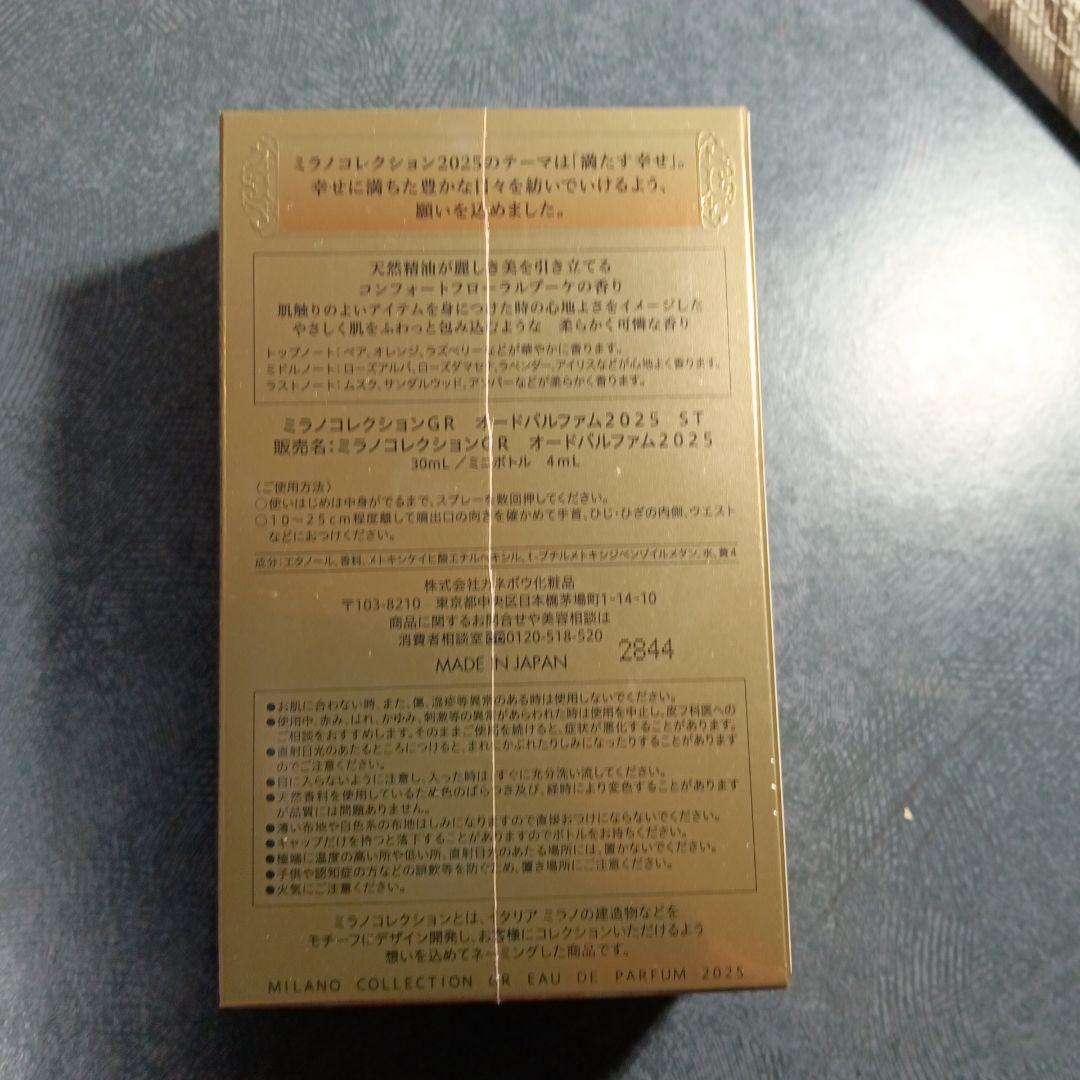 ミラノコレクション2025のテーマは「満たす幸せ」。
幸せに満ちた豊かな日々を紡いでいけるよう、
願いを込めました。
天然精油が麗しき美を引き立てる
コンフォートフローラルブーケの香り
肌触りのよいアイテムを身につけた時の心地よさをイメージした
やさしく肌をふわっと包み込むような 柔らかく可憐な香り
トップノート:ペア、オレンジ、ラズベリーなどが華やかに香ります。
ミドルノート:ローズアルバ、ローズダマセナ、ラベンダー、アイリスなどが心地よく香ります。
ラストノート:ムスク、サンダルウッド、アンバーなどが柔らかく香ります。
ミラノコレクションGR オードパルファム2025 ST
販売名:ミラノコレクションGR オードパルファム2025
30mL/ミニボトル 4mL
〈ご使用方法〉
○使いはじめは中身がでるまで、スプレーを数回押してください。
○10〜25cm程度離して噴出口の向きを確かめて手首、ひじ・ひざの内側、ウエスト
などにおつけください。
成分:エタノール、香料、メトキシケイヒ酸エチルヘキシル、t-ブチルメトキシジベンゾイルメタン、水、黄4
株式会社カネボウ化粧品
〒103-8210 東京都中央区日本橋茅場町1-14-10
商品に関するお問合せや美容相談は
消費者相談室 0120-518-520
MADE IN JAPAN 2844
●お肌に合わない時、また、傷、湿疹等異常のある時は使用しないでください。
●使用中、赤み、はれ、かゆみ、刺激等の異常があらわれた時は使用を中止し、皮フ科医への
ご相談をおすすめします。そのままご使用を続けると、症状が悪化することがあります。
●直射日光のあたるところにつけると、まれにかぶれたりしみになったりすることがあります
のでご注意ください。
●目に入らないように注意し、入った時は、すぐに充分洗い流してください。
●天然香料を使用しているため色のばらつき及び、経時により変色することがあります
が品質には問題ありません。
●薄い布地や白色系の布地はしみになりますので直接おつけにならないでください。
●キャップだけを持つと落下することがありますのでボトルをお持ちください。
●極端に温度の高い所や低い所、直射日光のあたる場所には、置かないでください。
●子供や認知症の方などの誤飲等を防ぐため、置き場所にご注意ください。
●火気にご注意ください。
ミラノコレクションとは、イタリア ミラノの建造物などを
モチーフにデザイン開発し、お客様にコレクションいただけるよう
想いを込めてネーミングした商品です。
MILANO COLLECTION GR EAU DE PARFUM 2025